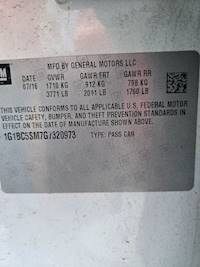 GM
MFD BY GENERAL MOTORS LLC
DATE GVWR GAWR FRT GAWR RR
07/16 1710 KG 912 KG 798 KG
3771 LB 2011 LB 1760 LB
THIS VEHICLE CONFORMS TO ALL APPLICABLE U.S. FEDERAL MOTOR
VEHICLE SAFETY, BUMPER, AND THEFT PREVENTION STANDARDS IN
EFFECT ON THE DATE OF MANUFACTURE SHOWN ABOVE.
1G1BC5SM7G7320973 TYPE: PASS CAR